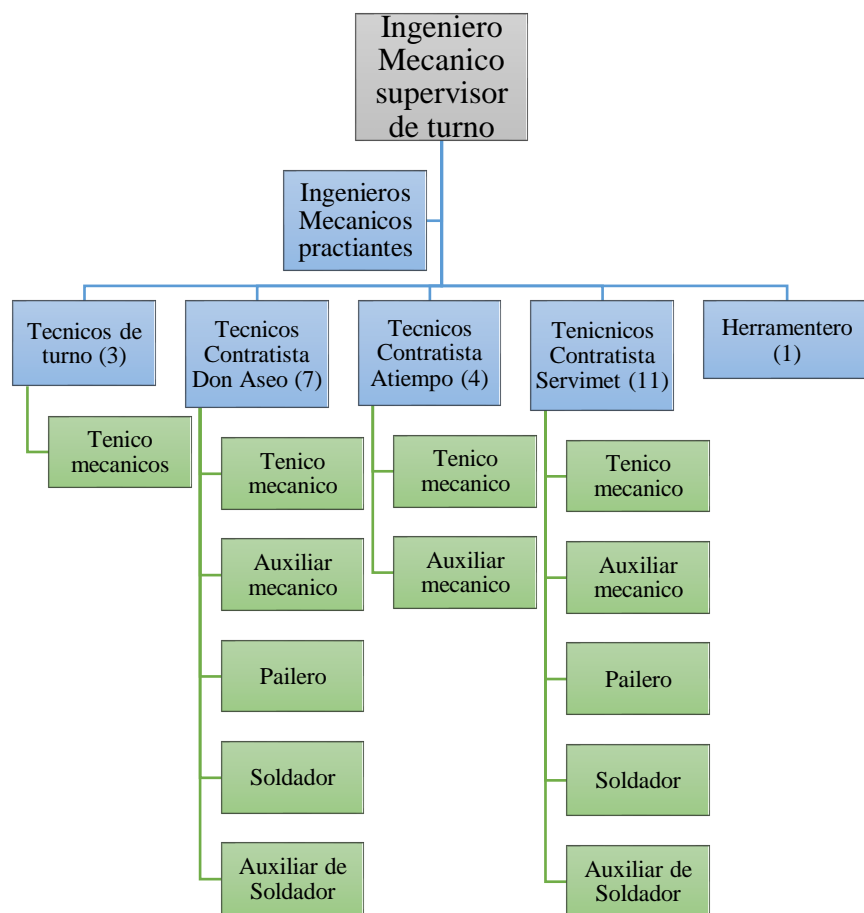 Ingeniero
Mecanico
supervisor
de turno
Ingenieros
Mecanicos
practiantes
Tecnicos de
turno (3)
Tecnicos
Contratista
Don Aseo (7)
Tecnicos
Contratista
Atiempo (4)
Tenicnicos
Contratista
Servimet (11)
Herramentero
(1)
Tenico
mecanicos
Tenico
mecanico
Auxiliar
mecanico
Pailero
Soldador
Auxiliar de
Soldador
Tenico
mecanico
Auxiliar
mecanico
Tenico
mecanico
Auxiliar
mecanico
Pailero
Soldador
Auxiliar de
Soldador